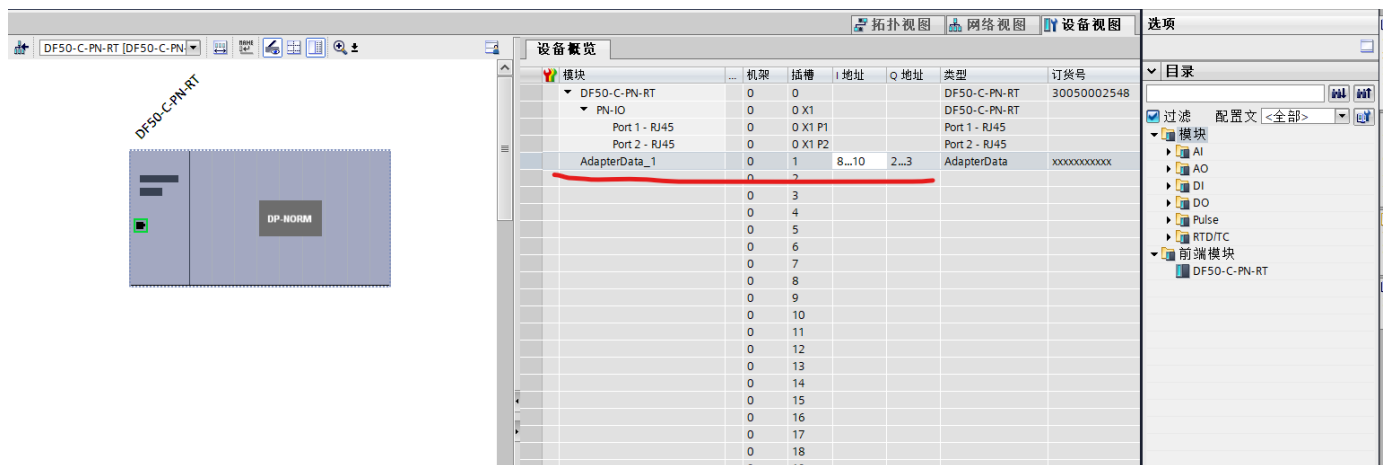 拓扑视图 网络视图 设备视图 选项
DF50-C-PN-RT [DF50-C-PN- 设备概览
模块 ... 机架 插槽 I 地址 Q 地址 类型 订货号
DF50-C-PN-RT 0 0 DF50-C-PN-RT 30050002548
PN-IO 0 0 X1 DF50-C-PN-RT
Port 1 - RJ45 0 0 X1 P1 Port 1 - RJ45
Port 2 - RJ45 0 0 X1 P2 Port 2 - RJ45
AdapterData_1 0 1 8...10 2...3 AdapterData xxxxxxxxxxx
0 2
0 3
0 4
0 5
0 6
0 7
0 8
0 9
0 10
0 11
0 12
0 13
0 14
0 15
0 16
0 17
0 18
DF50-C-PN-RT
DP-NORM
目录
过滤 配置文 <全部>
模块
AI
AO
DI
DO
Pulse
RTD/TC
前端模块
DF50-C-PN-RT